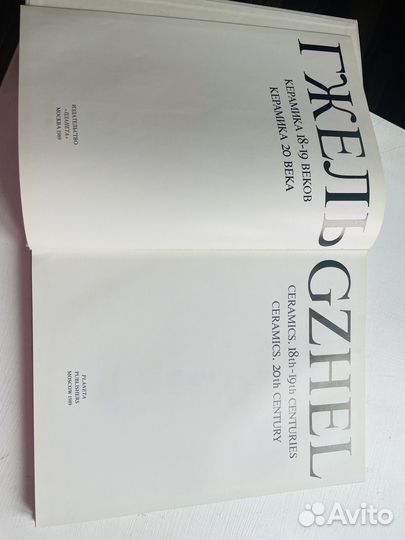 ГЖЕЛЬ
КЕРАМИКА 18-19 ВЕКОВ
КЕРАМИКА 20 ВЕКА
ИЗДАТЕЛЬСТВО
«ПЛАНЕТА»
МОСКВА 1989
GZHEL
CERAMICS. 18th-19th CENTURIES
CERAMICS. 20th CENTURY
PLANETA
PUBLISHERS
MOSCOW 1989
Avito